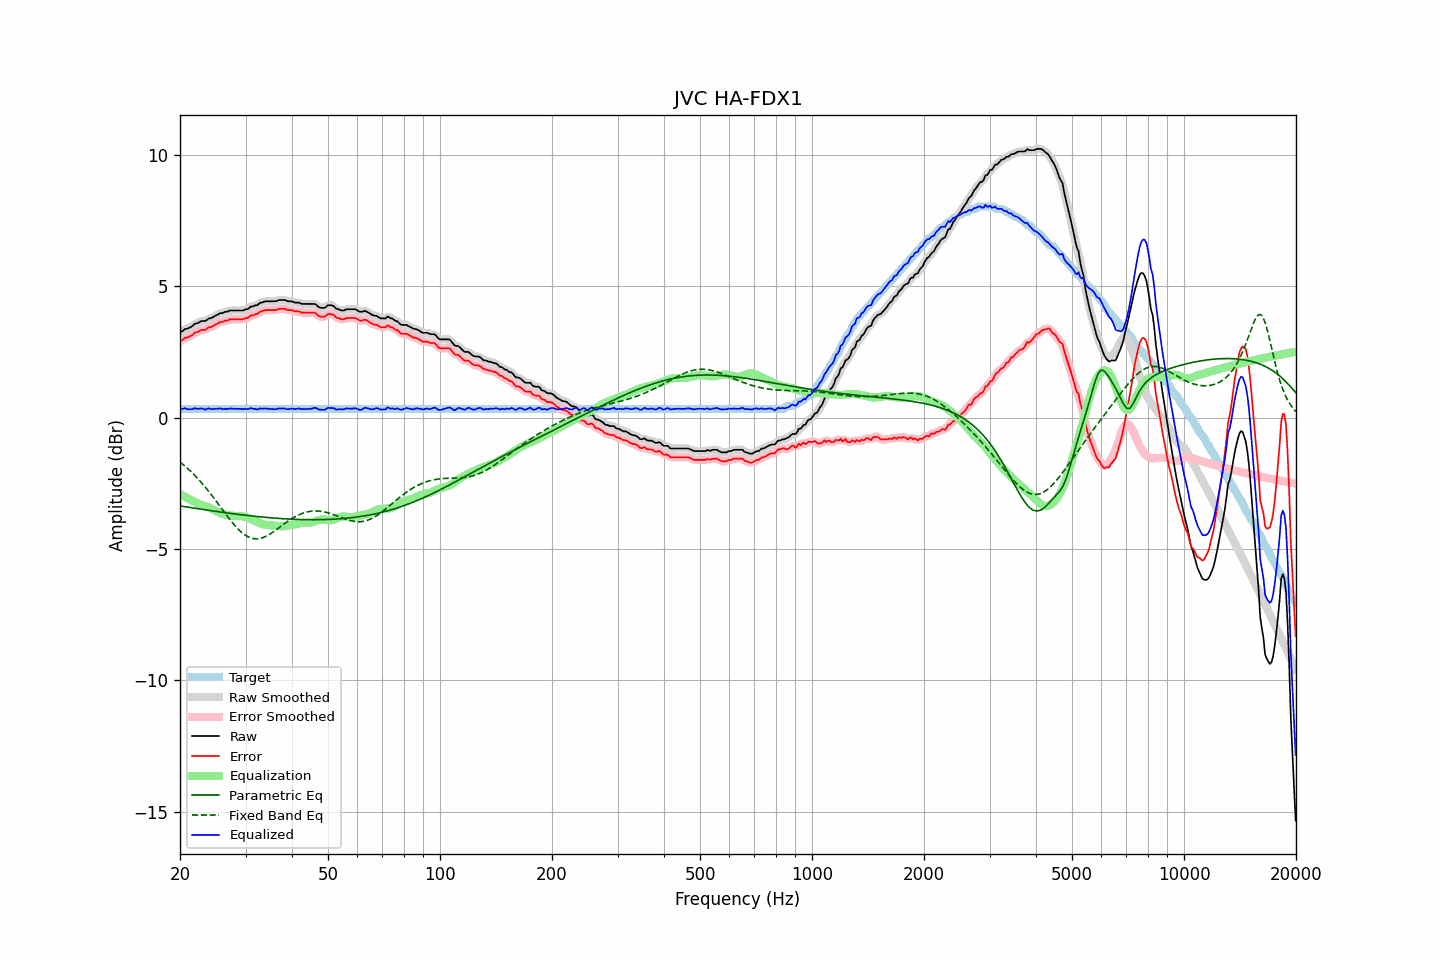 JVC HA-FDX1
10
5
0
−5
−10
−15
Amplitude (dBr)
Target
Raw Smoothed
Error Smoothed
Raw
Error
Equalization
Parametric Eq
Fixed Band Eq
Equalized
20 50 100 200 500 1000 2000 5000 10000 20000
Frequency (Hz)